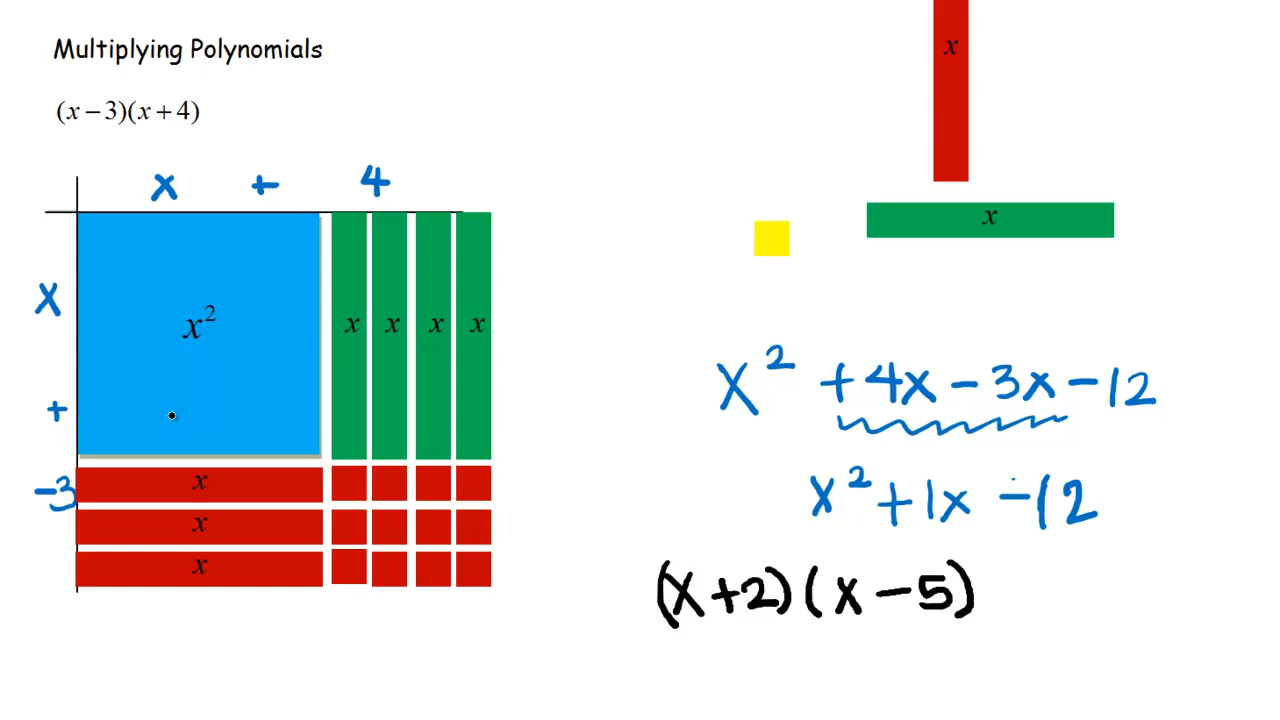 Multiplying Polynomials
(x − 3)(x + 4)
x + 4
x
+
−3
x²
x x x x
x
x
x
x
x
x² + 4x − 3x − 12
x² + 1x − 12
(x + 2)(x − 5)